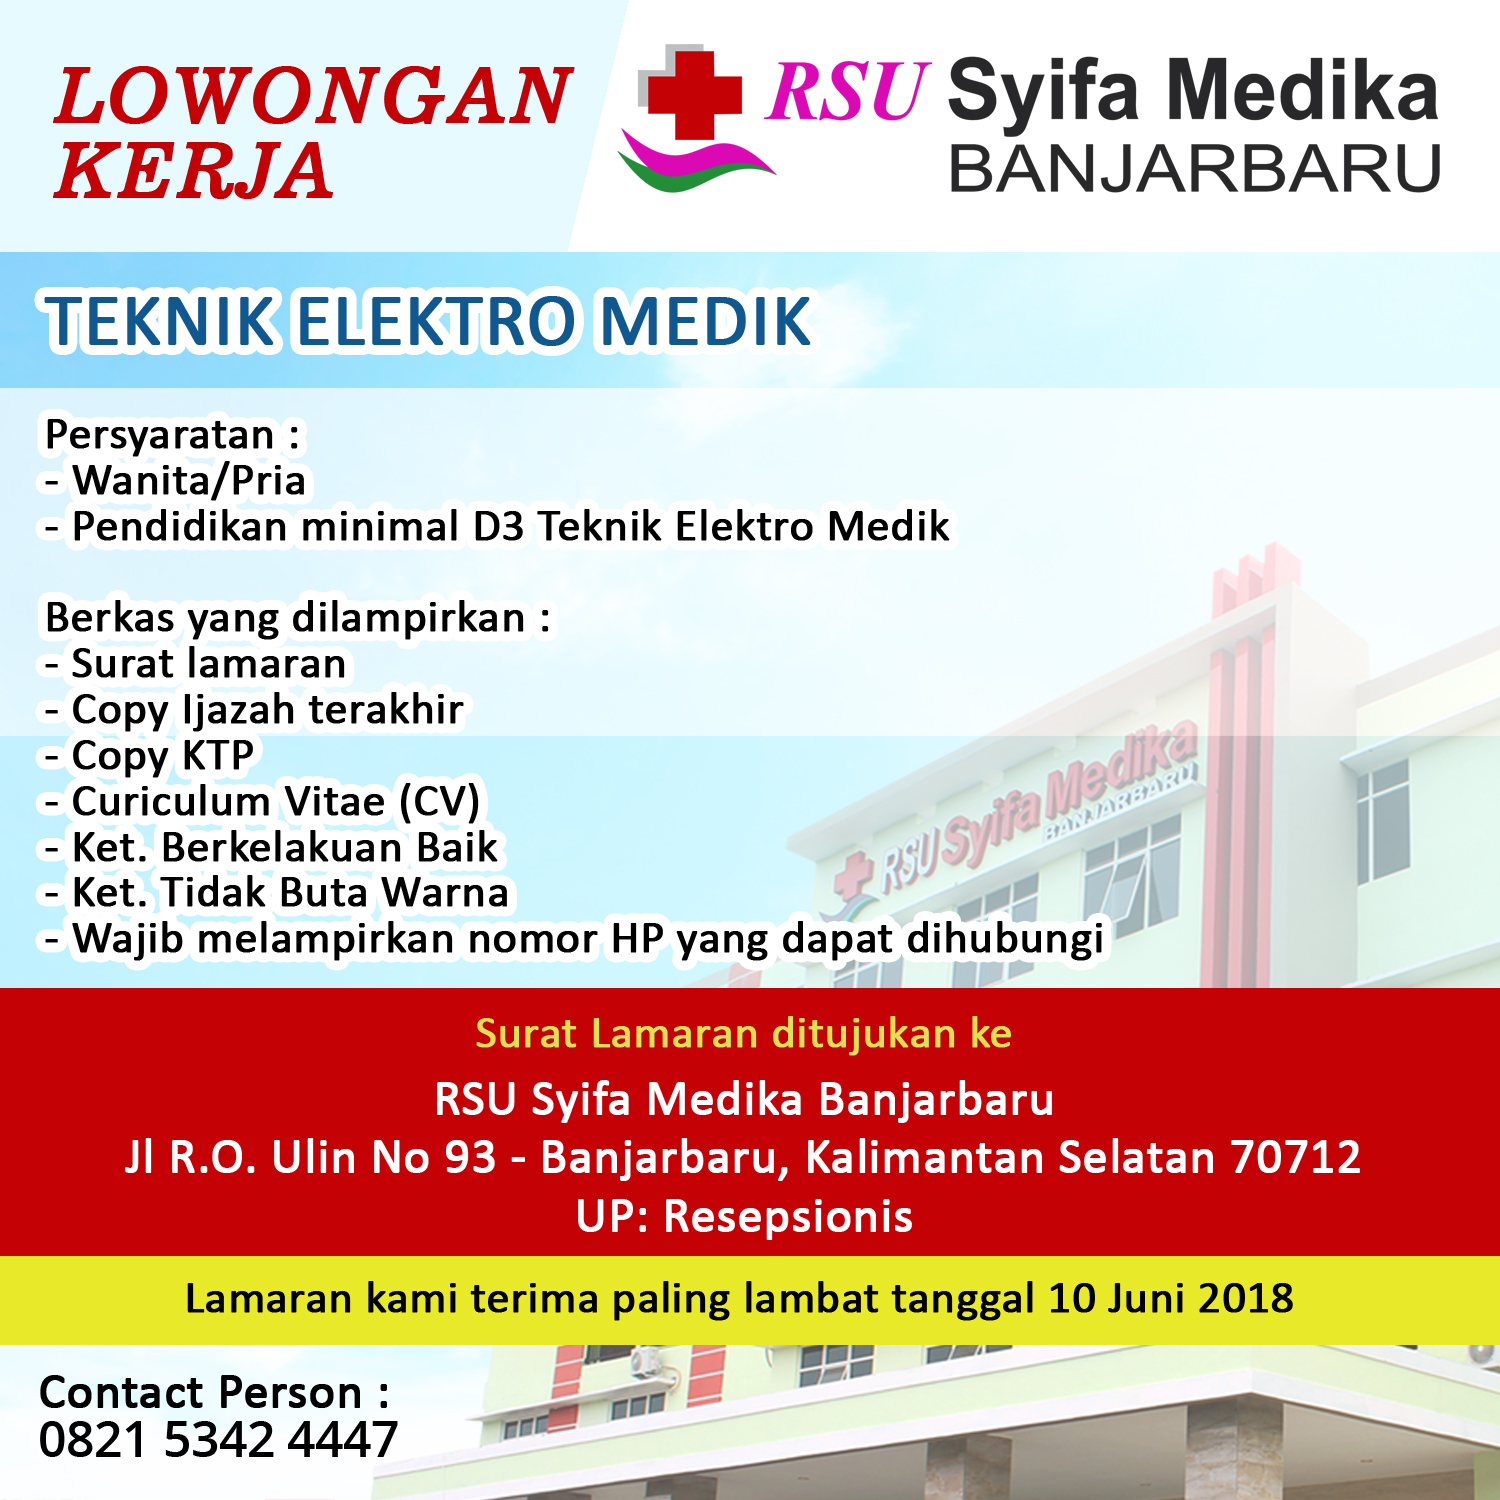 LOWONGAN
KERJA
RSU Syifa Medika
BANJARBARU
TEKNIK ELEKTRO MEDIK
Persyaratan :
- Wanita/Pria
- Pendidikan minimal D3 Teknik Elektro Medik
Berkas yang dilampirkan :
- Surat lamaran
- Copy Ijazah terakhir
- Copy KTP
- Curiculum Vitae (CV)
- Ket. Berkelakuan Baik
- Ket. Tidak Buta Warna
- Wajib melampirkan nomor HP yang dapat dihubungi
RSU Syifa Medika
BANJARBARU
Surat Lamaran ditujukan ke
RSU Syifa Medika Banjarbaru
Jl R.O. Ulin No 93 - Banjarbaru, Kalimantan Selatan 70712
UP: Resepsionis
Lamaran kami terima paling lambat tanggal 10 Juni 2018
Contact Person :
0821 5342 4447